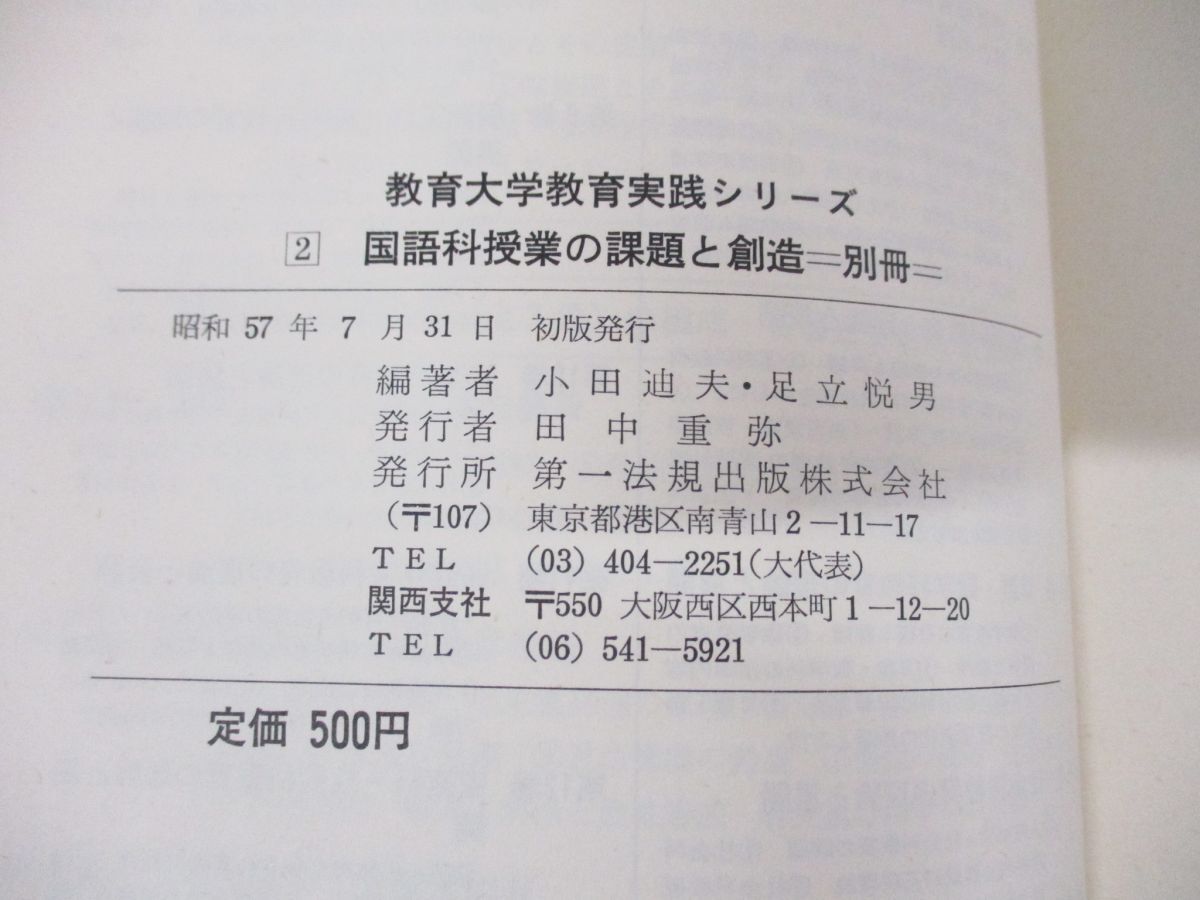 教育大学教育実践シリーズ
2 国語科授業の課題と創造＝別冊＝
昭和 57 年 7 月 31 日 初版発行
編著者 小田迪夫・足立悦男
発行者 田中重弥
発行所 第一法規出版株式会社
(〒107) 東京都港区南青山2―11―17
TEL (03) 404―2251(大代表)
関西支社 〒550 大阪西区西本町1―12―20
TEL (06) 541―5921
定価 500円